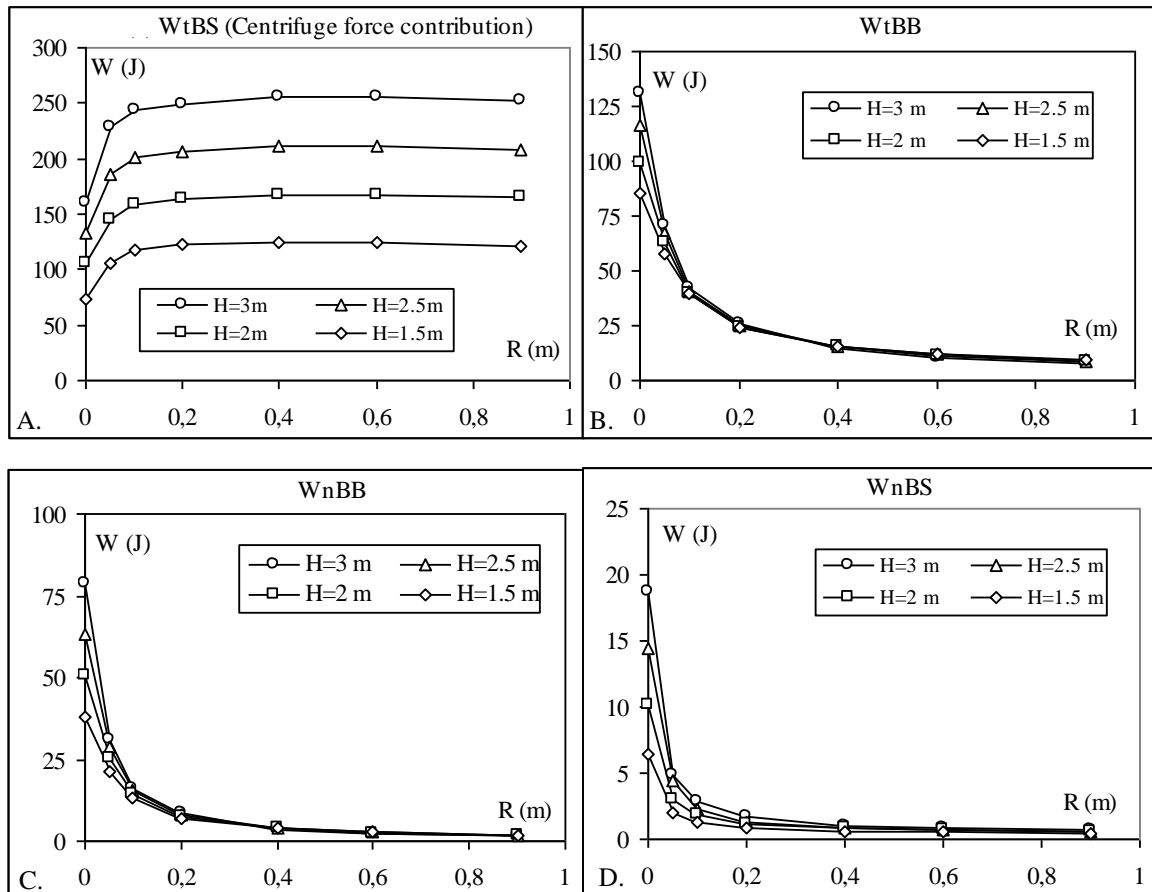 WtBS (Centrifuge force contribution)
W (J)
300
250
200
150
100
50
0
H=3m H=2.5m
H=2m H=1.5m
R (m)
0 0,2 0,4 0,6 0,8 1
A.
WtBB
W (J)
150
125
100
75
50
25
0
H=3 m H=2.5 m
H=2 m H=1.5 m
R (m)
0 0,2 0,4 0,6 0,8 1
B.
WnBB
W (J)
100
75
50
25
0
H=3 m H=2.5 m
H=2 m H=1.5 m
R (m)
0 0,2 0,4 0,6 0,8 1
C.
WnBS
W (J)
25
20
15
10
5
0
H=3 m H=2.5 m
H=2 m H=1.5 m
R (m)
0 0,2 0,4 0,6 0,8 1
D.